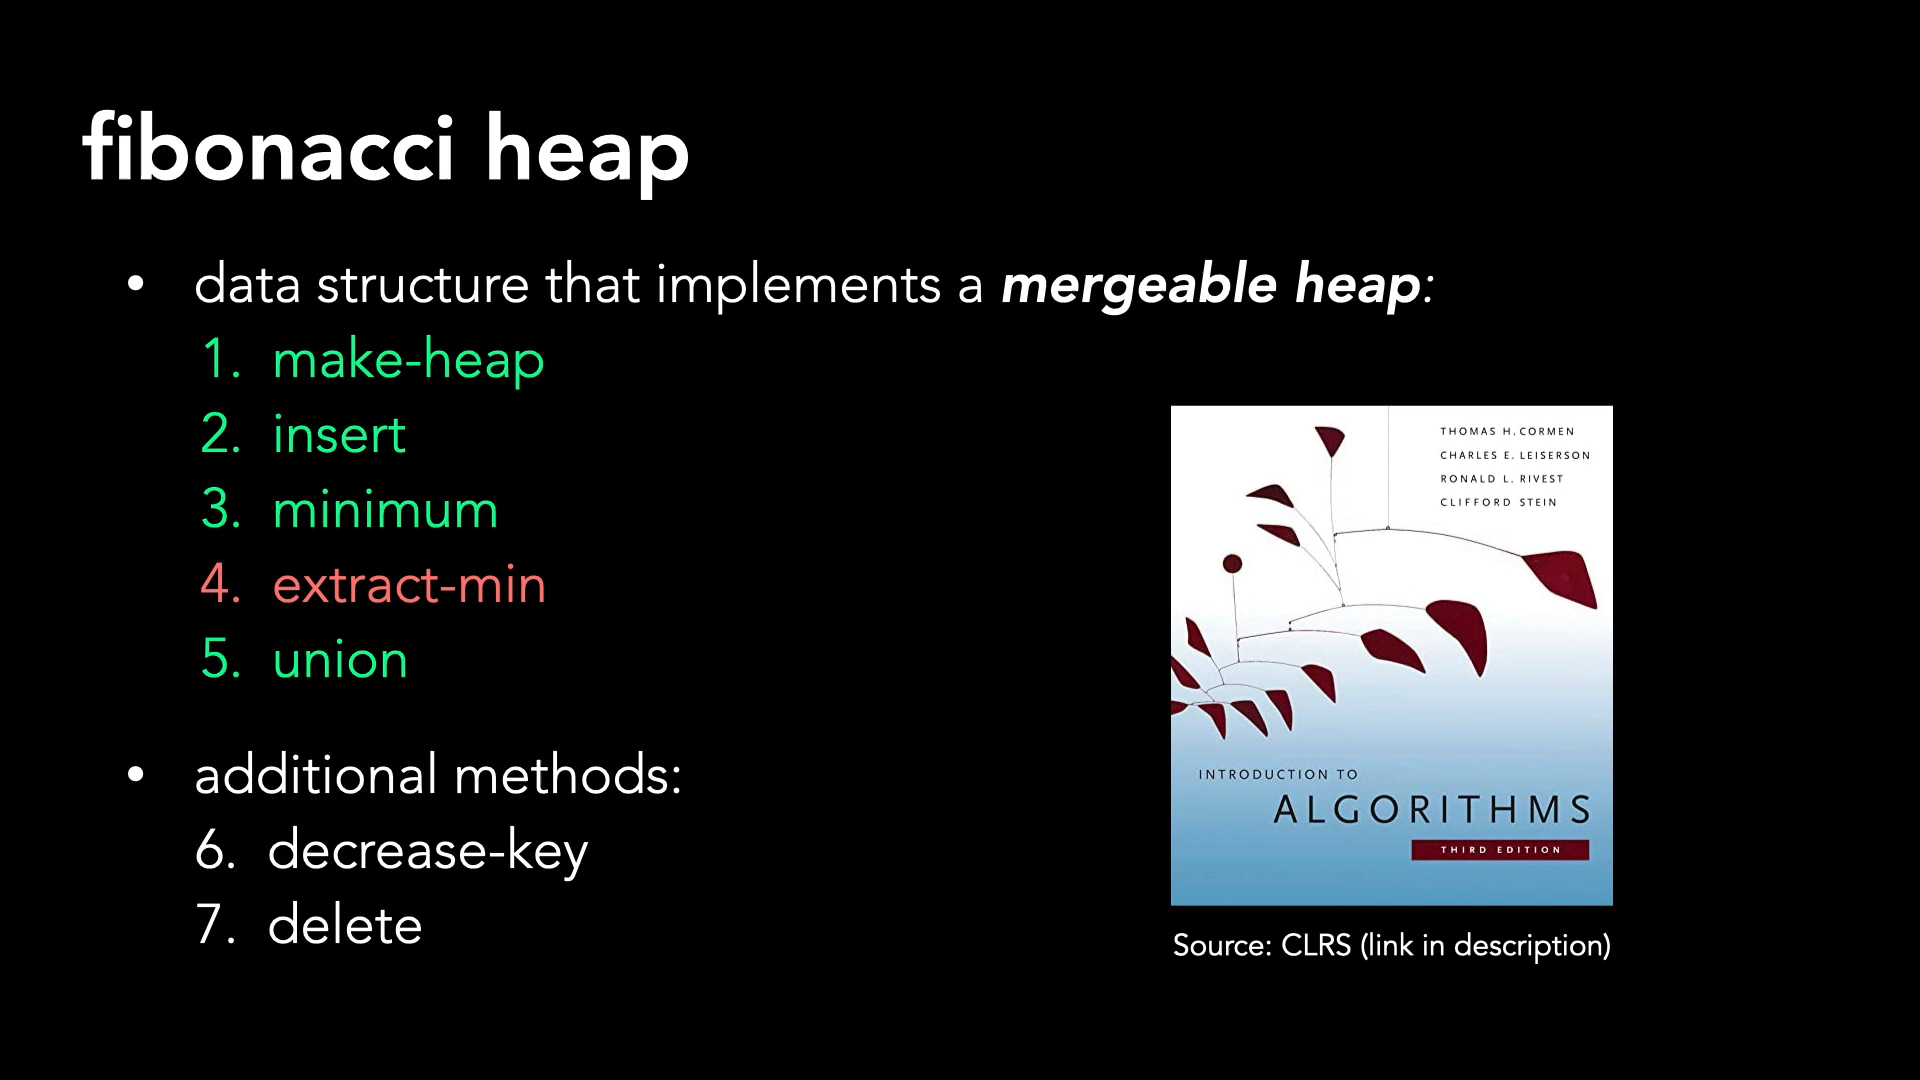 fibonacci heap
• data structure that implements a mergeable heap:
1. make-heap
2. insert
3. minimum
4. extract-min
5. union
• additional methods:
6. decrease-key
7. delete
THOMAS H. CORMEN
CHARLES E. LEISERSON
RONALD L. RIVEST
CLIFFORD STEIN
INTRODUCTION TO
ALGORITHMS
THIRD EDITION
Source: CLRS (link in description)